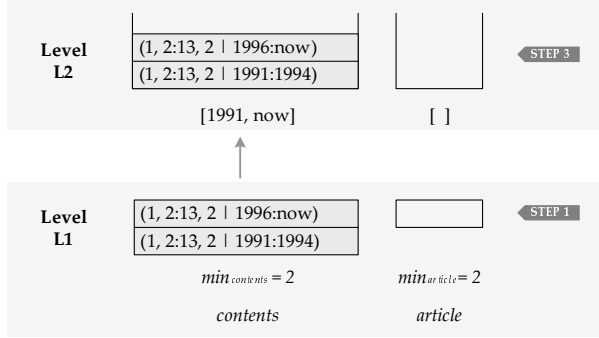 Level
L2
(1, 2:13, 2 | 1996:now)
(1, 2:13, 2 | 1991:1994)
STEP 3
[1991, now]
[ ]
Level
L1
(1, 2:13, 2 | 1996:now)
(1, 2:13, 2 | 1991:1994)
STEP 1
min contents = 2
min article = 2
contents
article